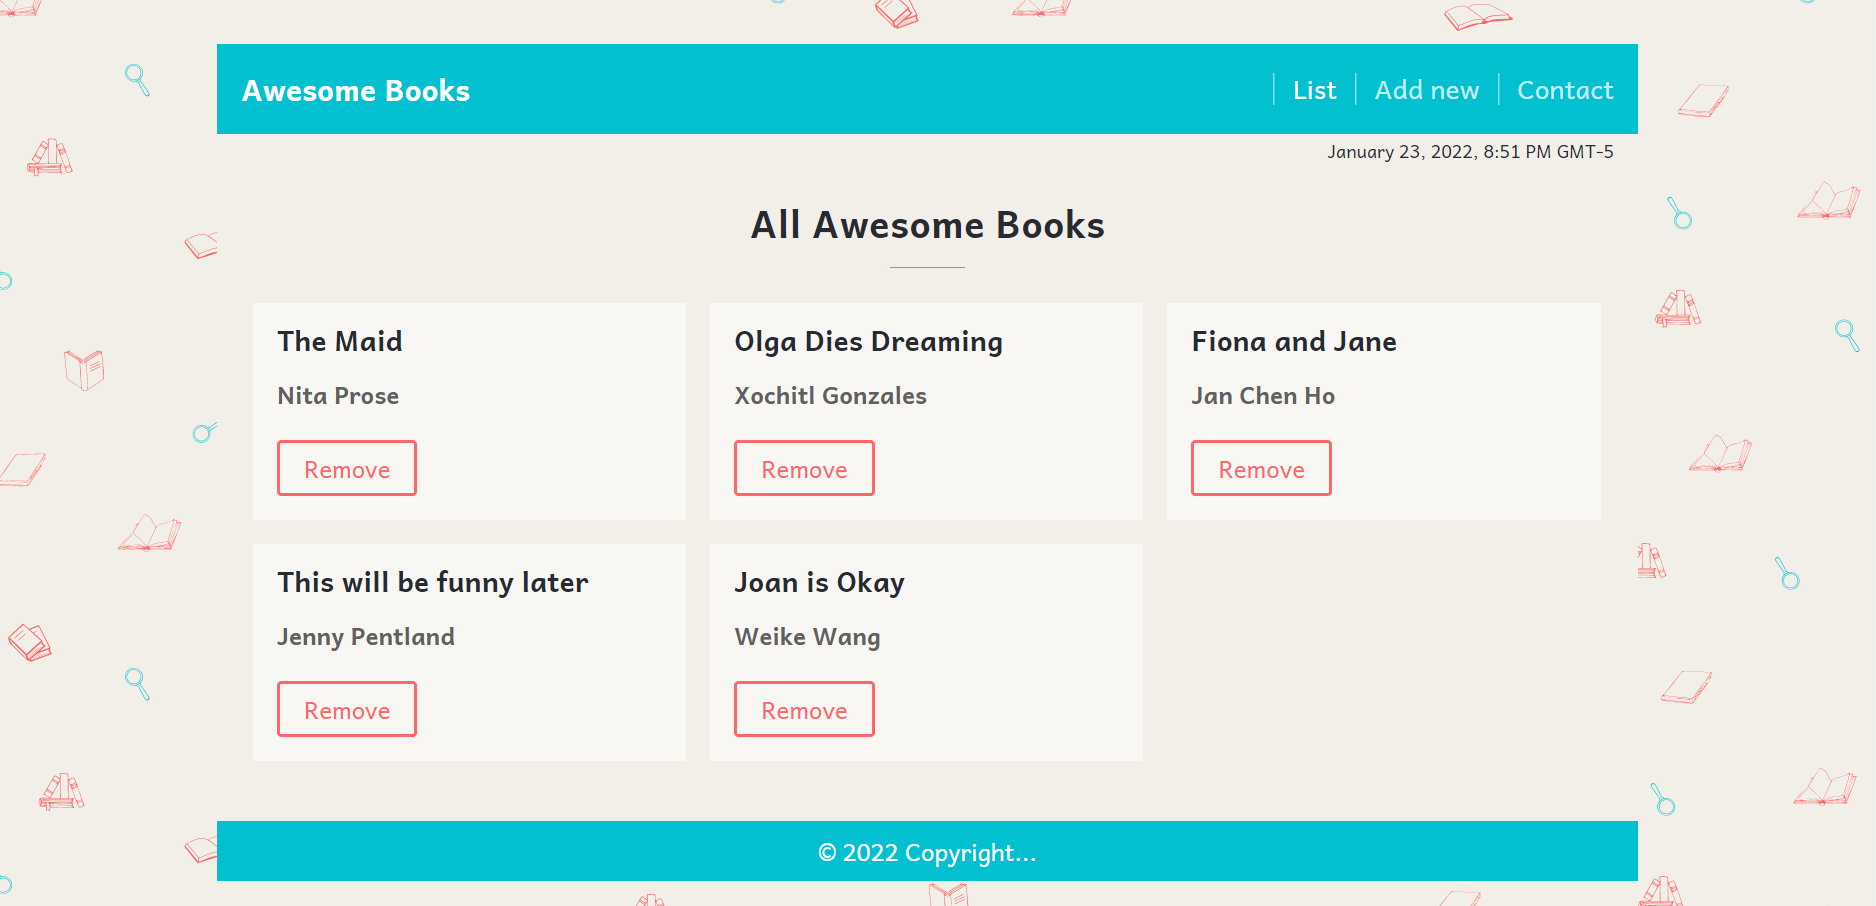 Awesome Books
List
Add new
Contact
January 23, 2022, 8:51 PM GMT-5
All Awesome Books
The Maid
Nita Prose
Remove
Olga Dies Dreaming
Xochitl Gonzales
Remove
Fiona and Jane
Jan Chen Ho
Remove
This will be funny later
Jenny Pentland
Remove
Joan is Okay
Weike Wang
Remove
© 2022 Copyright...